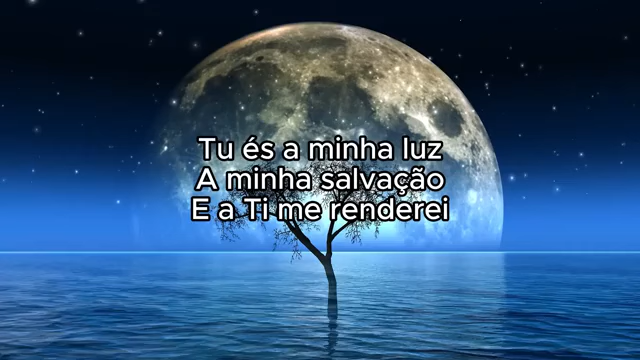 Tu és a minha luz
A minha salvação
E a Ti me renderei